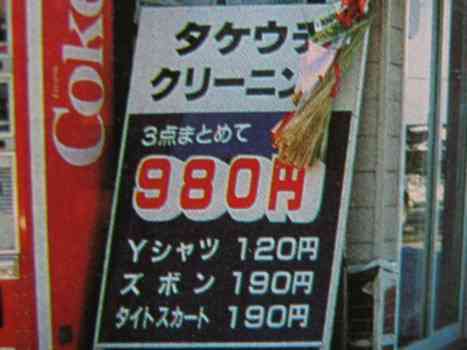 Coke
タケウチ
クリーニン
3点まとめて
980円
Yシャツ 120円
ズボン 190円
タイトスカート 190円